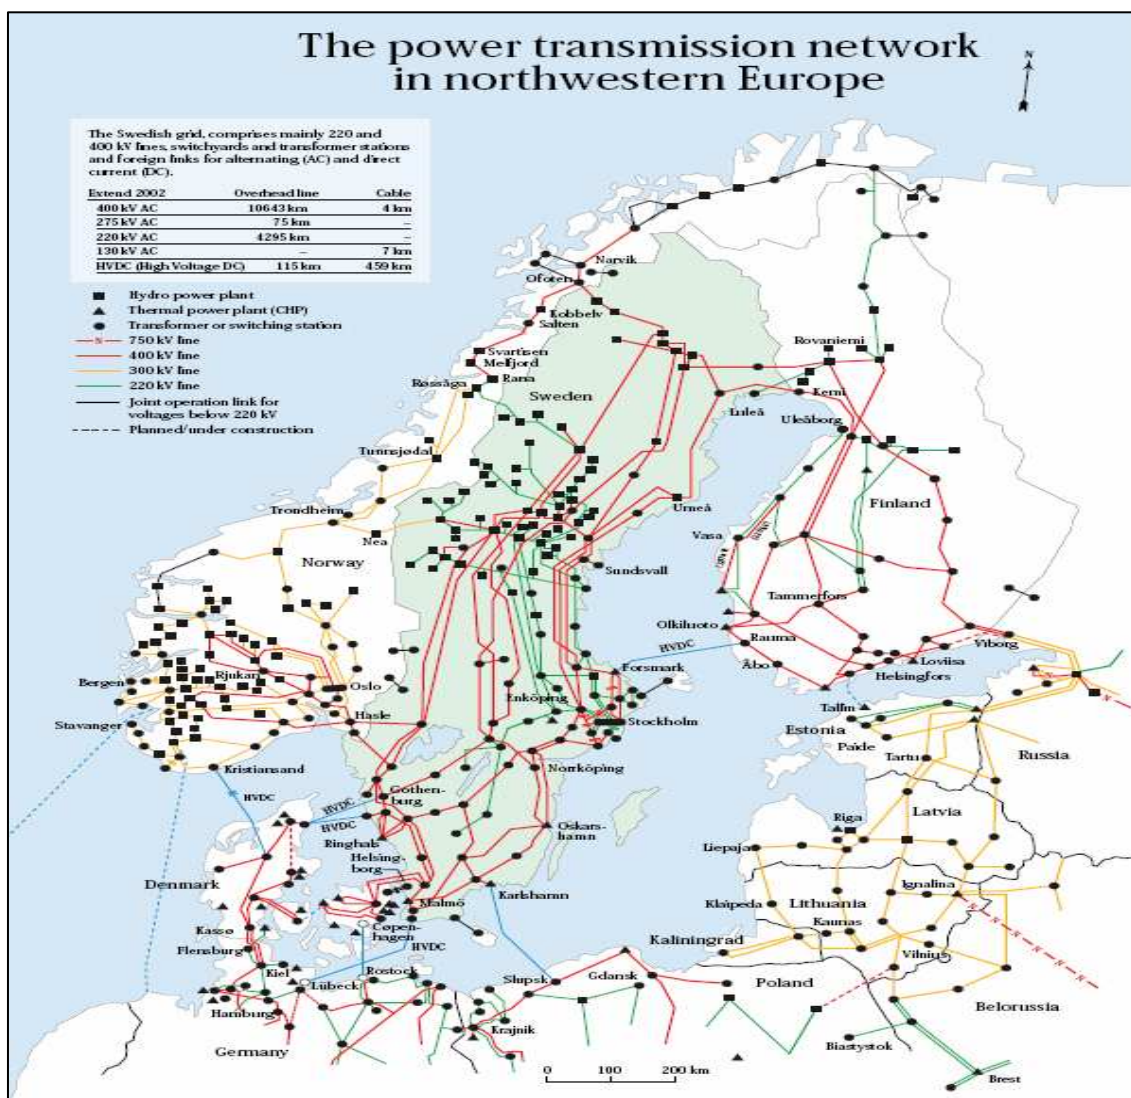 The power transmission network
in northwestern Europe
N
The Swedish grid, comprises mainly 220 and
400 kV lines, switchyards and transformer stations
and foreign links for alternating (AC) and direct
current (DC).
Extend 2002 Overhead line Cable
400 kV AC 10643 km 4 km
275 kV AC 75 km –
220 kV AC 4295 km –
130 kV AC – 7 km
HVDC (High Voltage DC) 115 km 459 km
Hydro power plant
Thermal power plant (CHP)
Transformer or switching station
N 750 kV line
400 kV line
300 kV line
220 kV line
Joint operation link for
voltages below 220 kV
Planned/under construction
Narvik
Ofoten
Kobbelv
Salten
Svartisen
Melfjord
Rana
Røssåga
Sweden
Rovaniemi
Kemi
Luleå
Uleåborg
Tunnsjødal
Finland
Trondheim
Umeå
Vasa
Nea
Norway
Sundsvall
Tammerfors
Olkiluoto
Rauma
HVDC
Viborg
Forsmark
Åbo
Loviisa
Helsingfors
Rjukan
Bergen
Oslo
Enköping
Stavanger
Hasle
Stockholm
Tallin
Estonia
Paide
Russia
Tartu
Kristiansand
Norrköping
HVDC
HVDC
Gothen-
burg
HVDC
Oskars-
hamn
Riga
Latvia
Ringhals
Helsing-
borg
Liepaja
Denmark
Karlshamn
Ignalina
Malmö
Klaipeda
Lithuania
Kaunas
Kassø
Copen-
hagen
HVDC
Kaliningrad
Flensburg
Vilnius
Kiel
Rostock
Slupsk
Gdansk
Poland
Lübeck
Belorussia
Hamburg
Krajnik
Germany
Biastystok
Brest
0 100 200 km
N
N
N
N
N
N